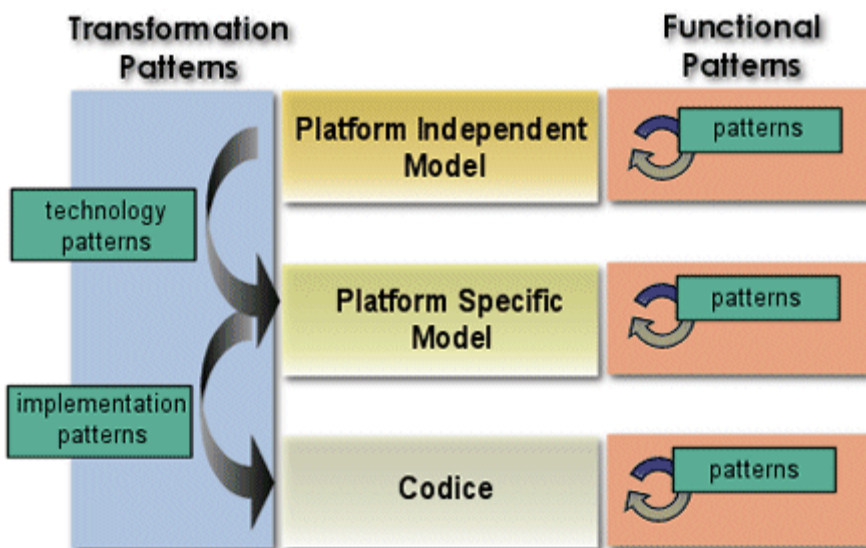 Transformation
Patterns
Functional
Patterns
Platform Independent
Model
patterns
technology
patterns
Platform Specific
Model
patterns
implementation
patterns
Codice
patterns